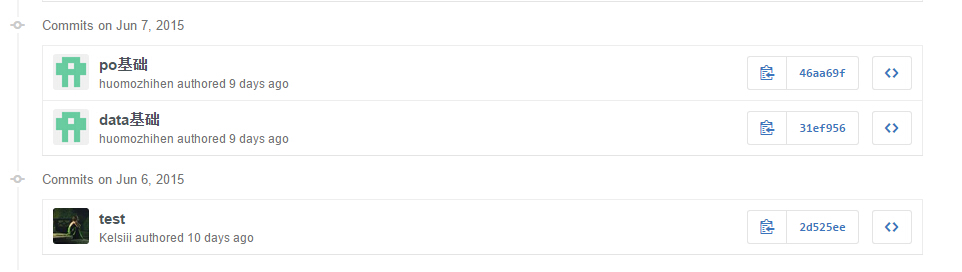 Commits on Jun 7, 2015
po基础
huomozhihen authored 9 days ago
46aa69f
data基础
huomozhihen authored 9 days ago
31ef956
Commits on Jun 6, 2015
test
Kelsiii authored 10 days ago
2d525ee